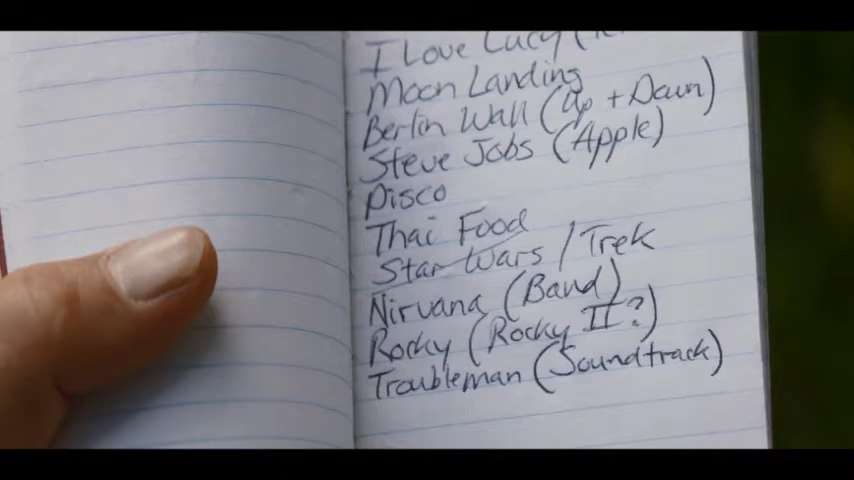 I Love Lucy
Moon Landing
Berlin Wall (Up + Down)
Steve Jobs (Apple)
Disco
Thai Food
Star Wars / Trek
Nirvana (Band)
Rocky (Rocky II?)
Troubleman (Soundtrack)